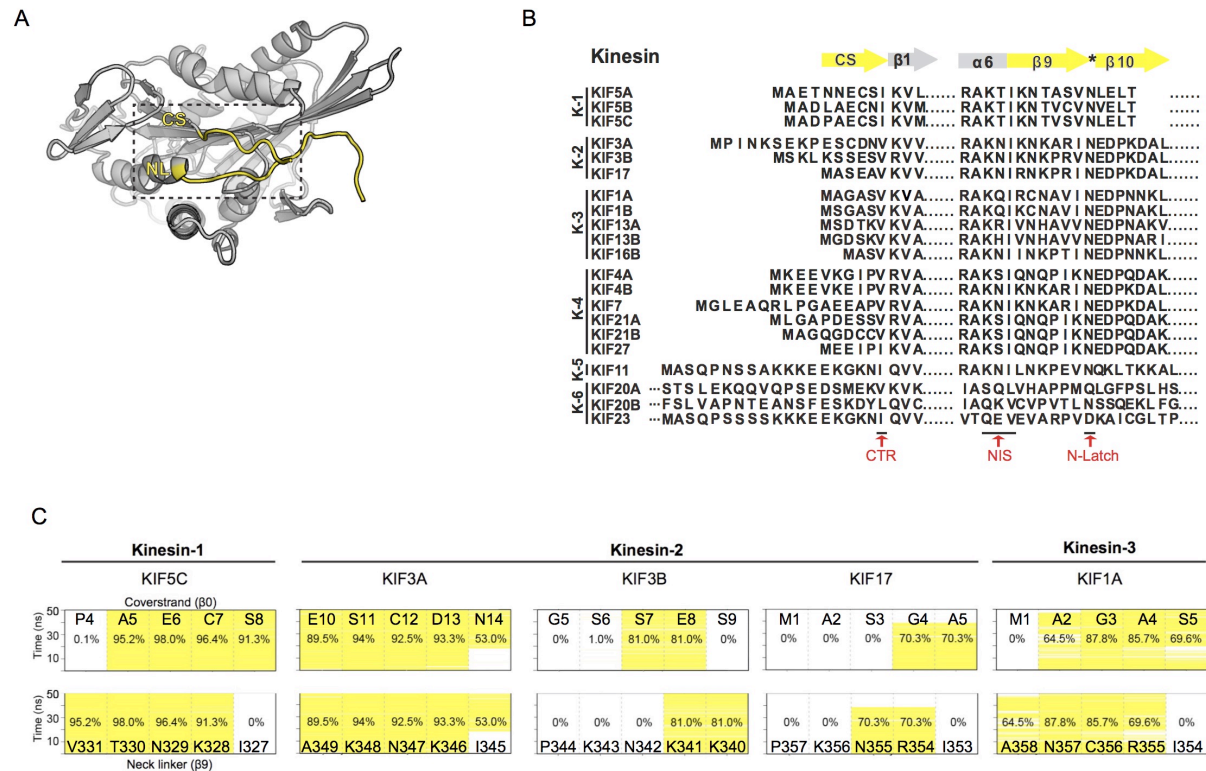 A
CS
NL
B
Kinesin
CS β1 α6 β9 * β10
K-1
KIF5A MAETNNECSIKVL...... RAKTIKNTASVNLELT ......
KIF5B MADLAECNIKVM...... RAKTIKNTVCVNVELT ......
KIF5C MADPAECSIKVM...... RAKTIKNTVSVNLELT ......
K-2
KIF3A MPINKSEKPESCDNVKVV...... RAKNIKNKARINEDPKDAL......
KIF3B MSKLKSSESVRVV...... RAKNIKNKPRVNEDPKDAL......
KIF17 MASEAVKVV...... RAKNIRNKPRINEDPKDAL......
K-3
KIF1A MAGASVKVA...... RAKQIRCNAVINEDPNNKL......
KIF1B MSGASVKVA...... RAKQIKCNAVINEDPNAKL......
KIF13A MSDTKVKVA...... RAKRIVNHAVVNEDPNAKV......
KIF13B MGDSKVKVA...... RAKHIVNHAVVNEDPNARI......
KIF16B MASVKVA...... RAKNIINKPTINEDPNNKL......
K-4
KIF4A MKEEVKGIPVRVA...... RAKSIQNQPIKNEDPQDAK......
KIF4B MKEEVKEIPVRVA...... RAKNIKNKARINEDPKDAL......
KIF7 MGLEAQRLPGAEEAPVRVA...... RAKNIKNKARINEDPKDAL......
KIF21A MLGAPDESSVRVA...... RAKSIQNQPIKNEDPQDAK......
KIF21B MAGQGDCCVKVA...... RAKSIQNQPIKNEDPQDAK......
KIF27 MEEIPIKVA...... RAKSIQNQPIKNEDPQDAK......
K-5
KIF11 MASQPNSSAKKKEEKGKNIQVV...... RAKNILNKPEVNQKLTKKAL......
K-6
KIF20A ···STSLEKQQVQPSEDSMEKVKVK...... IASQLVHAPPMQLGFPSLHS......
KIF20B ···FSLVAPNTEANSFESKDYLQVC...... IAQKVCVPVTLNSSQEKLFG......
KIF23 ···MASQPSSSSKKKEEKGKNIQVV...... VTQEVEVARPVDKAICGLTP......
CTR NIS N-Latch
C
Kinesin-1 Kinesin-2 Kinesin-3
KIF5C KIF3A KIF3B KIF17 KIF1A
Coverstrand (β0)
Time (ns)
50
30
10
P4 A5 E6 C7 S8
0.1% 95.2% 98.0% 96.4% 91.3%
E10 S11 C12 D13 N14
89.5% 94% 92.5% 93.3% 53.0%
G5 S6 S7 E8 S9
0% 1.0% 81.0% 81.0% 0%
M1 A2 S3 G4 A5
0% 0% 0% 70.3% 70.3%
M1 A2 G3 A4 S5
0% 64.5% 87.8% 85.7% 69.6%
Time (ns)
50
30
10
95.2% 98.0% 96.4% 91.3% 0%
V331 T330 N329 K328 I327
89.5% 94% 92.5% 93.3% 53.0%
A349 K348 N347 K346 I345
0% 0% 0% 81.0% 81.0%
P344 K343 N342 K341 K340
0% 0% 70.3% 70.3% 0%
P357 K356 N355 R354 I353
64.5% 87.8% 85.7% 69.6% 0%
A358 N357 C356 R355 I354
Neck linker (β9)